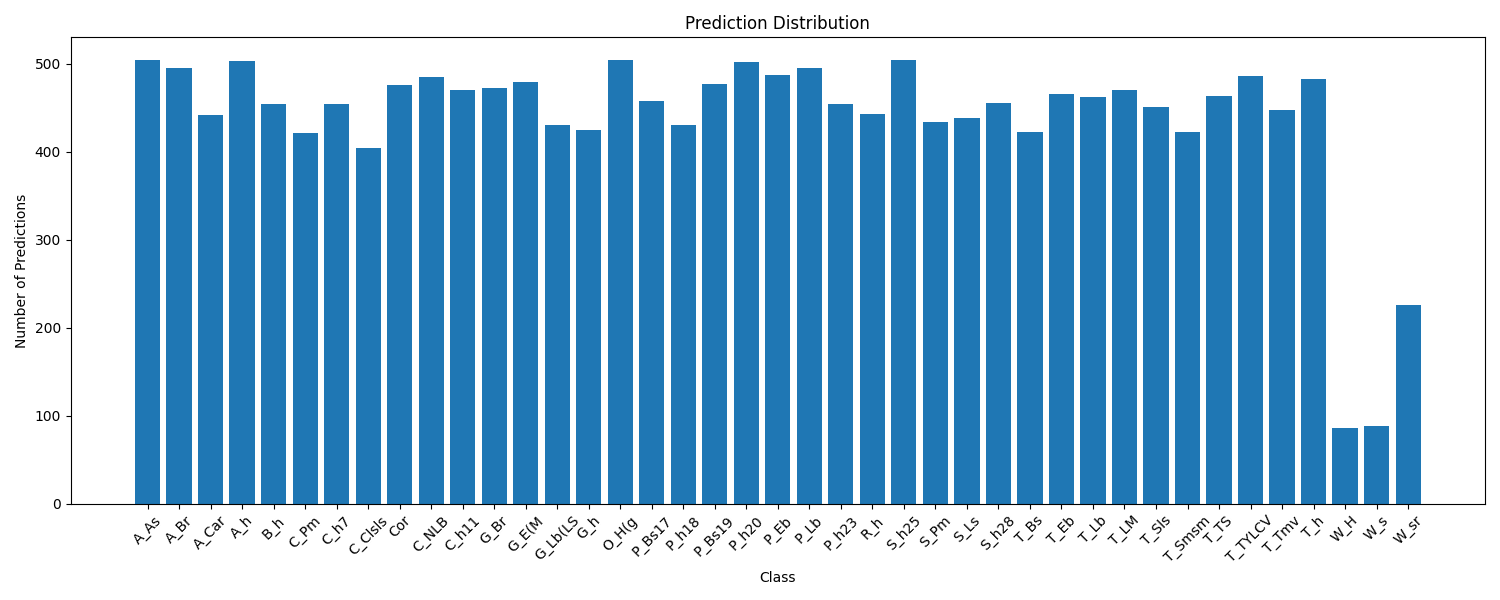 Prediction Distribution
Number of Predictions
500
400
300
200
100
0
A_As
A_Br
A_Car
A_h
B_h
C_Pm
C_h7
C_Clsls
Cor
C_NLB
C_h11
G_Br
G_E(M
G_Lb(LS
G_h
O_H(g
P_Bs17
P_h18
P_Bs19
P_h20
P_Eb
P_Lb
P_h23
R_h
S_h25
S_Pm
S_Ls
S_h28
T_Bs
T_Eb
T_Lb
T_LM
T_Sls
T_Smsm
T_TS
T_TYLCV
T_Tmv
T_h
W_H
W_s
W_sr
Class